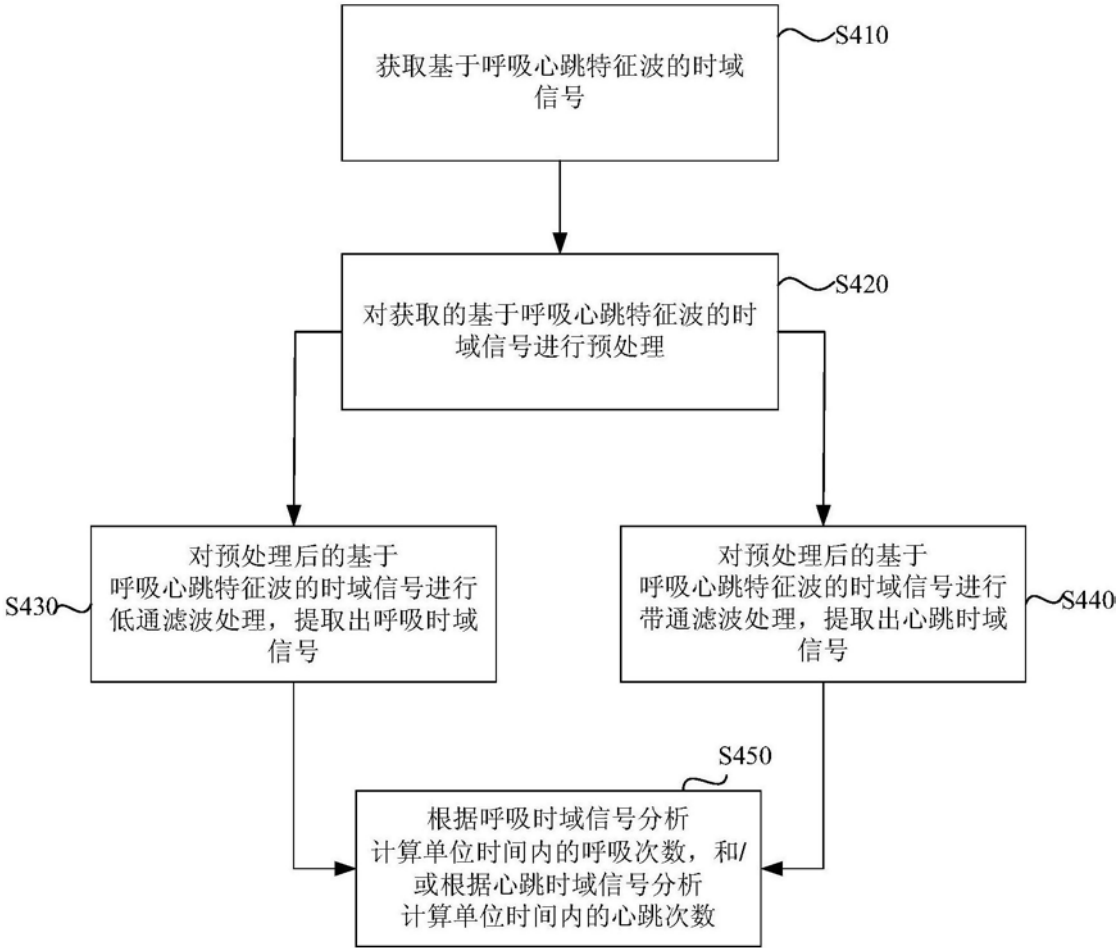 S410
获取基于呼吸心跳特征波的时域
信号
S420
对获取的基于呼吸心跳特征波的时
域信号进行预处理
S430
对预处理后的基于
呼吸心跳特征波的时域信号进行
低通滤波处理，提取出呼吸时域
信号
S440
对预处理后的基于
呼吸心跳特征波的时域信号进行
带通滤波处理，提取出心跳时域
信号
S450
根据呼吸时域信号分析
计算单位时间内的呼吸次数，和/
或根据心跳时域信号分析
计算单位时间内的心跳次数